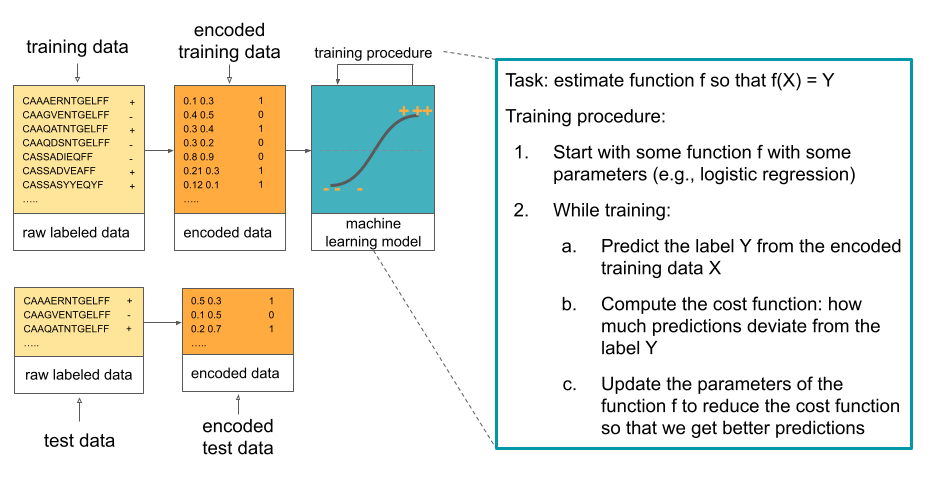 training data
CAAAERNTGELFF +
CAAGVENTGELFF -
CAAQATNTGELFF +
CAAQDSNTGELFF -
CASSADIEQFF -
CASSADVEAFF +
CASSASYYEQYF +
.....
raw labeled data
encoded
training data
0.1 0.3 1
0.4 0.5 0
0.3 0.4 1
0.3 0.2 0
0.8 0.9 0
0.21 0.3 1
0.12 0.1 1
.....
encoded data
training procedure
+ ++
-- -
machine
learning model
CAAAERNTGELFF +
CAAGVENTGELFF -
CAAQATNTGELFF +
.....
raw labeled data
test data
0.5 0.3 1
0.1 0.5 0
0.2 0.7 1
.....
encoded data
encoded
test data
Task: estimate function f so that f(X) = Y
Training procedure:
1. Start with some function f with some
parameters (e.g., logistic regression)
2. While training:
a. Predict the label Y from the encoded
training data X
b. Compute the cost function: how
much predictions deviate from the
label Y
c. Update the parameters of the
function f to reduce the cost function
so that we get better predictions